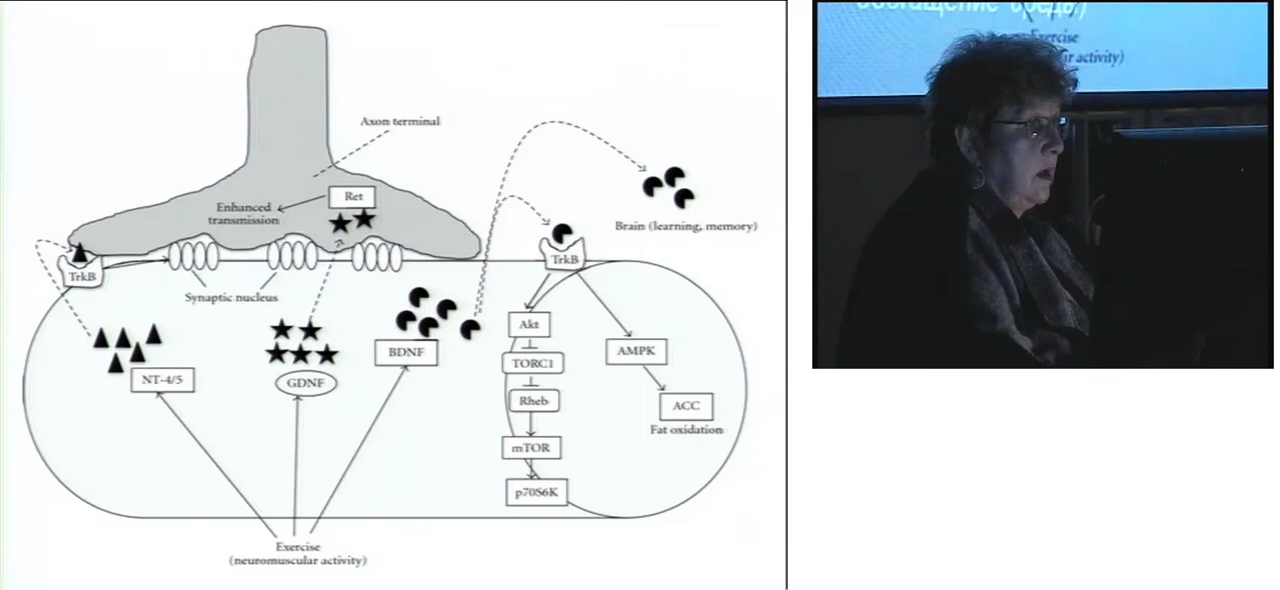 Axon terminal
Ret
Enhanced
transmission
Brain (learning, memory)
TrkB
TrkB
Synaptic nucleus
Akt
BDNF
AMPK
TORC1
NT-4/5
GDNF
Rheb
ACC
Fat oxidation
mTOR
p70S6K
Exercise
(neuromuscular activity)
Exercise
activity)